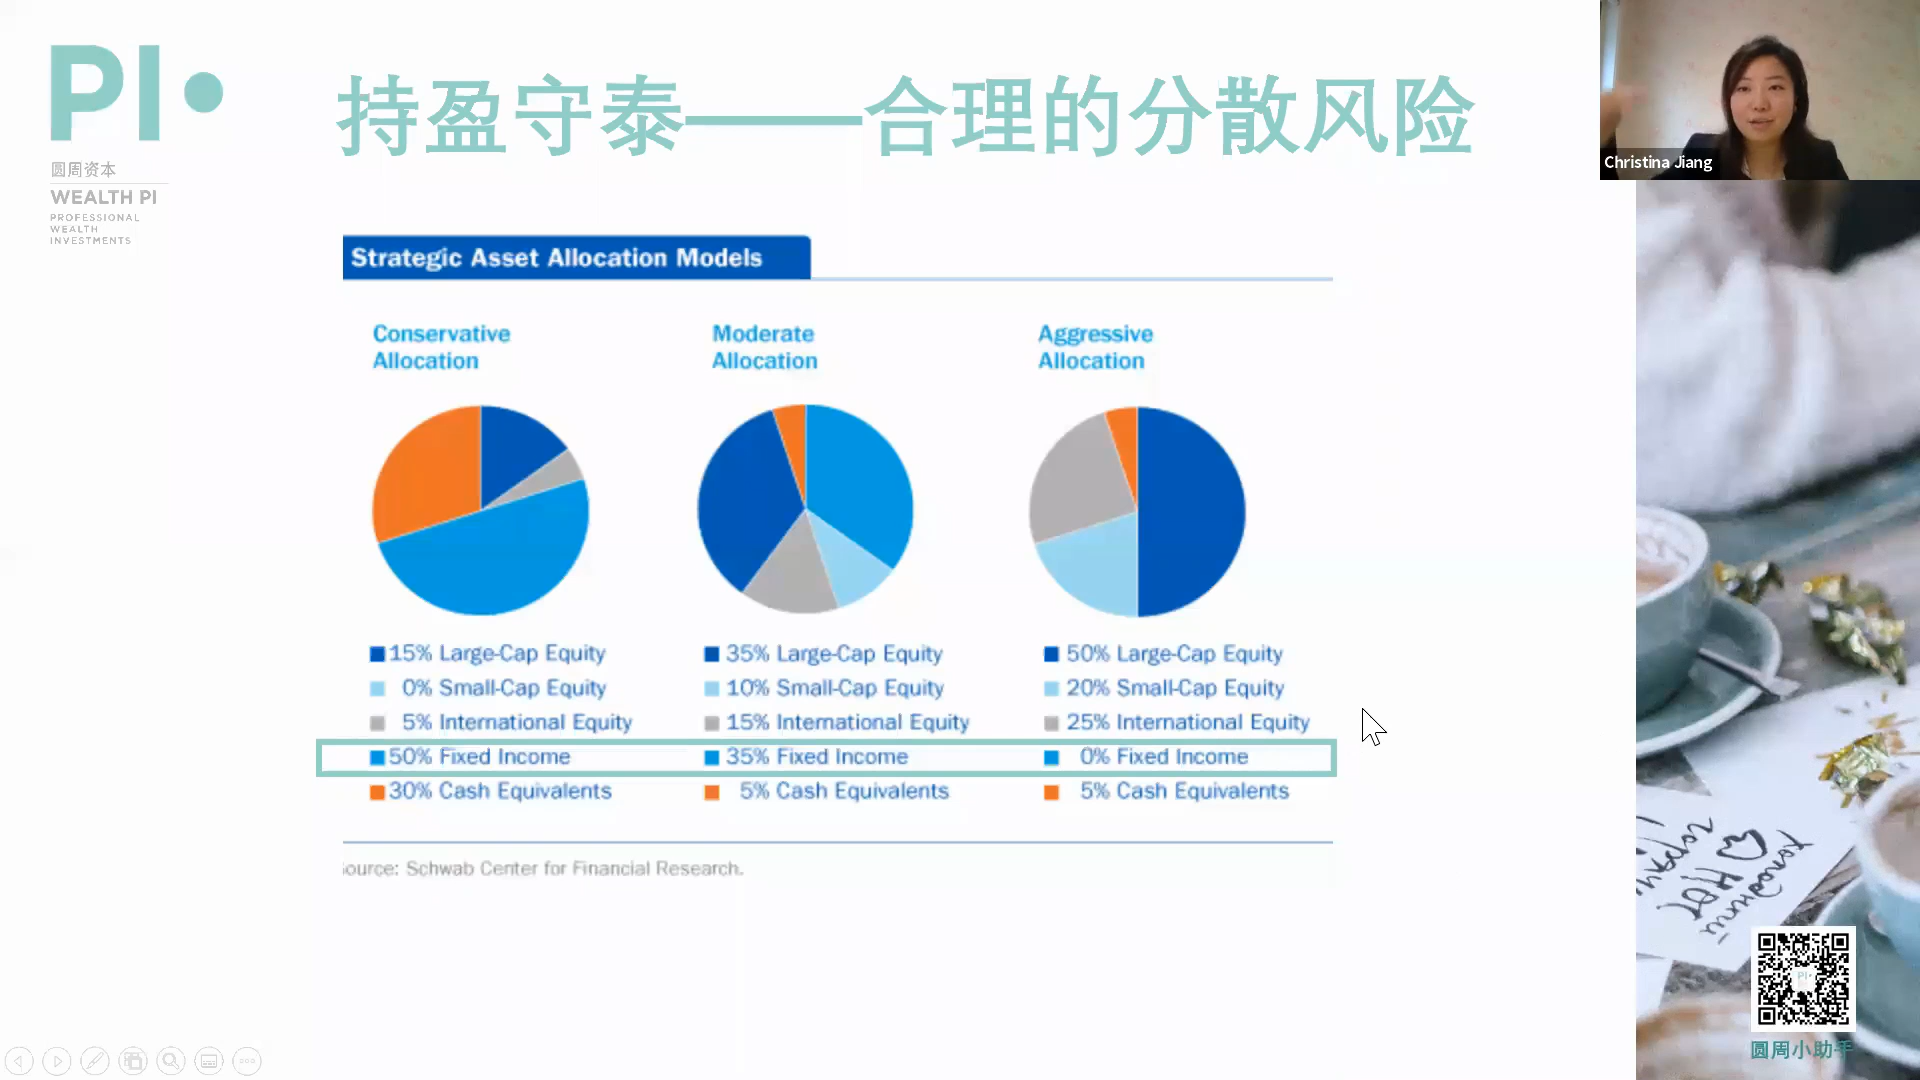 PI
圆周资本
WEALTH PI
PROFESSIONAL
WEALTH
INVESTMENTS
持盈守泰——合理的分散风险
Christina Jiang
Strategic Asset Allocation Models
Conservative
Allocation
Moderate
Allocation
Aggressive
Allocation
15% Large-Cap Equity
0% Small-Cap Equity
5% International Equity
50% Fixed Income
30% Cash Equivalents
35% Large-Cap Equity
10% Small-Cap Equity
15% International Equity
35% Fixed Income
5% Cash Equivalents
50% Large-Cap Equity
20% Small-Cap Equity
25% International Equity
0% Fixed Income
5% Cash Equivalents
ource: Schwab Center for Financial Research.
圆周小助手